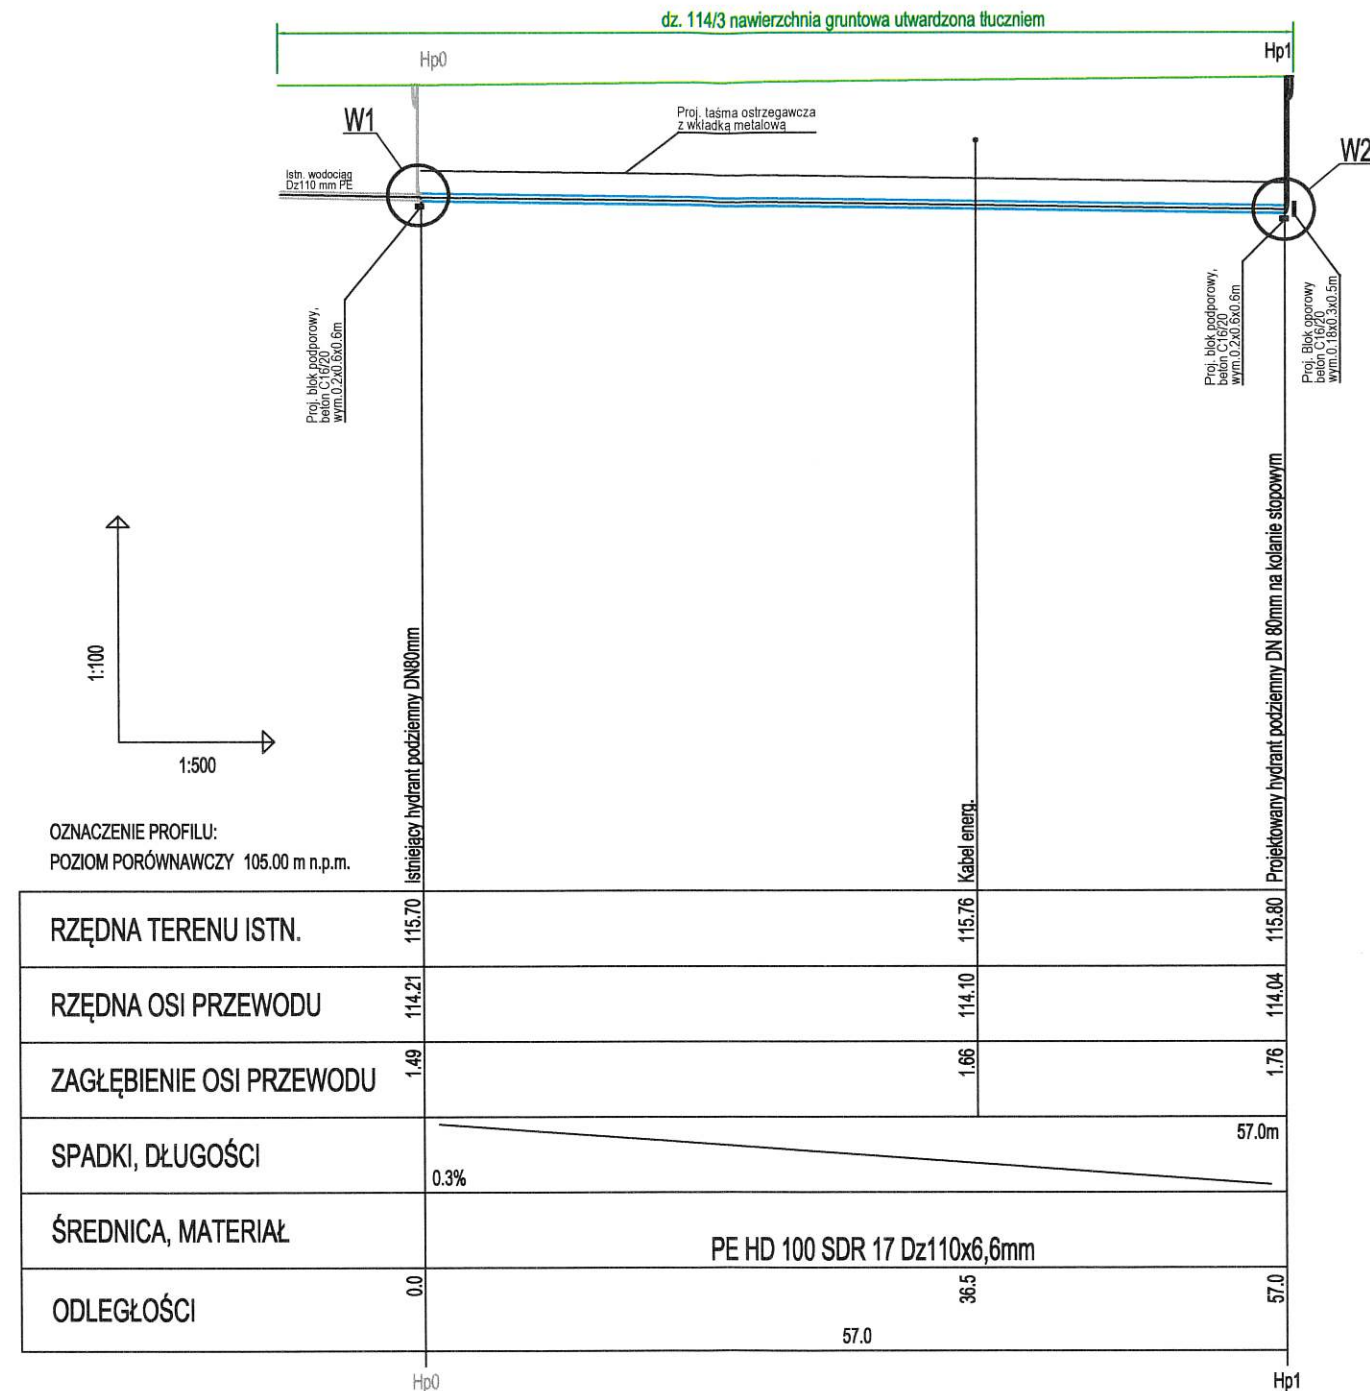 dz. 114/3 nawierzchnia gruntowa utwardzona tłuczniem
Hp0
Hp1
W1
Proj. taśma ostrzegawcza
z wkładką metalową
W2
Istn. wodociąg
Dz110 mm PE
Proj. blok podporowy,
beton C16/20
wym.0.2x0.6x0.6m
Proj. blok podporowy,
beton C16/20
wym.0.2x0.6x0.6m
Proj. Blok oporowy
beton C16/20
wym.0.18x0.3x0.5m
1:100
1:500
Istniejący hydrant podziemny DN80mm
Kabel energ.
Projektowany hydrant podziemny DN 80mm na kolanie stopowym
OZNACZENIE PROFILU:
POZIOM PORÓWNAWCZY 105.00 m n.p.m.
RZĘDNA TERENU ISTN.
115.70
115.76
115.80
RZĘDNA OSI PRZEWODU
114.21
114.10
114.04
ZAGŁĘBIENIE OSI PRZEWODU
1.49
1.66
1.76
SPADKI, DŁUGOŚCI
0.3%
57.0m
ŚREDNICA, MATERIAŁ
PE HD 100 SDR 17 Dz110x6,6mm
ODLEGŁOŚCI
0.0
36.5
57.0
57.0
Hp0
Hp1